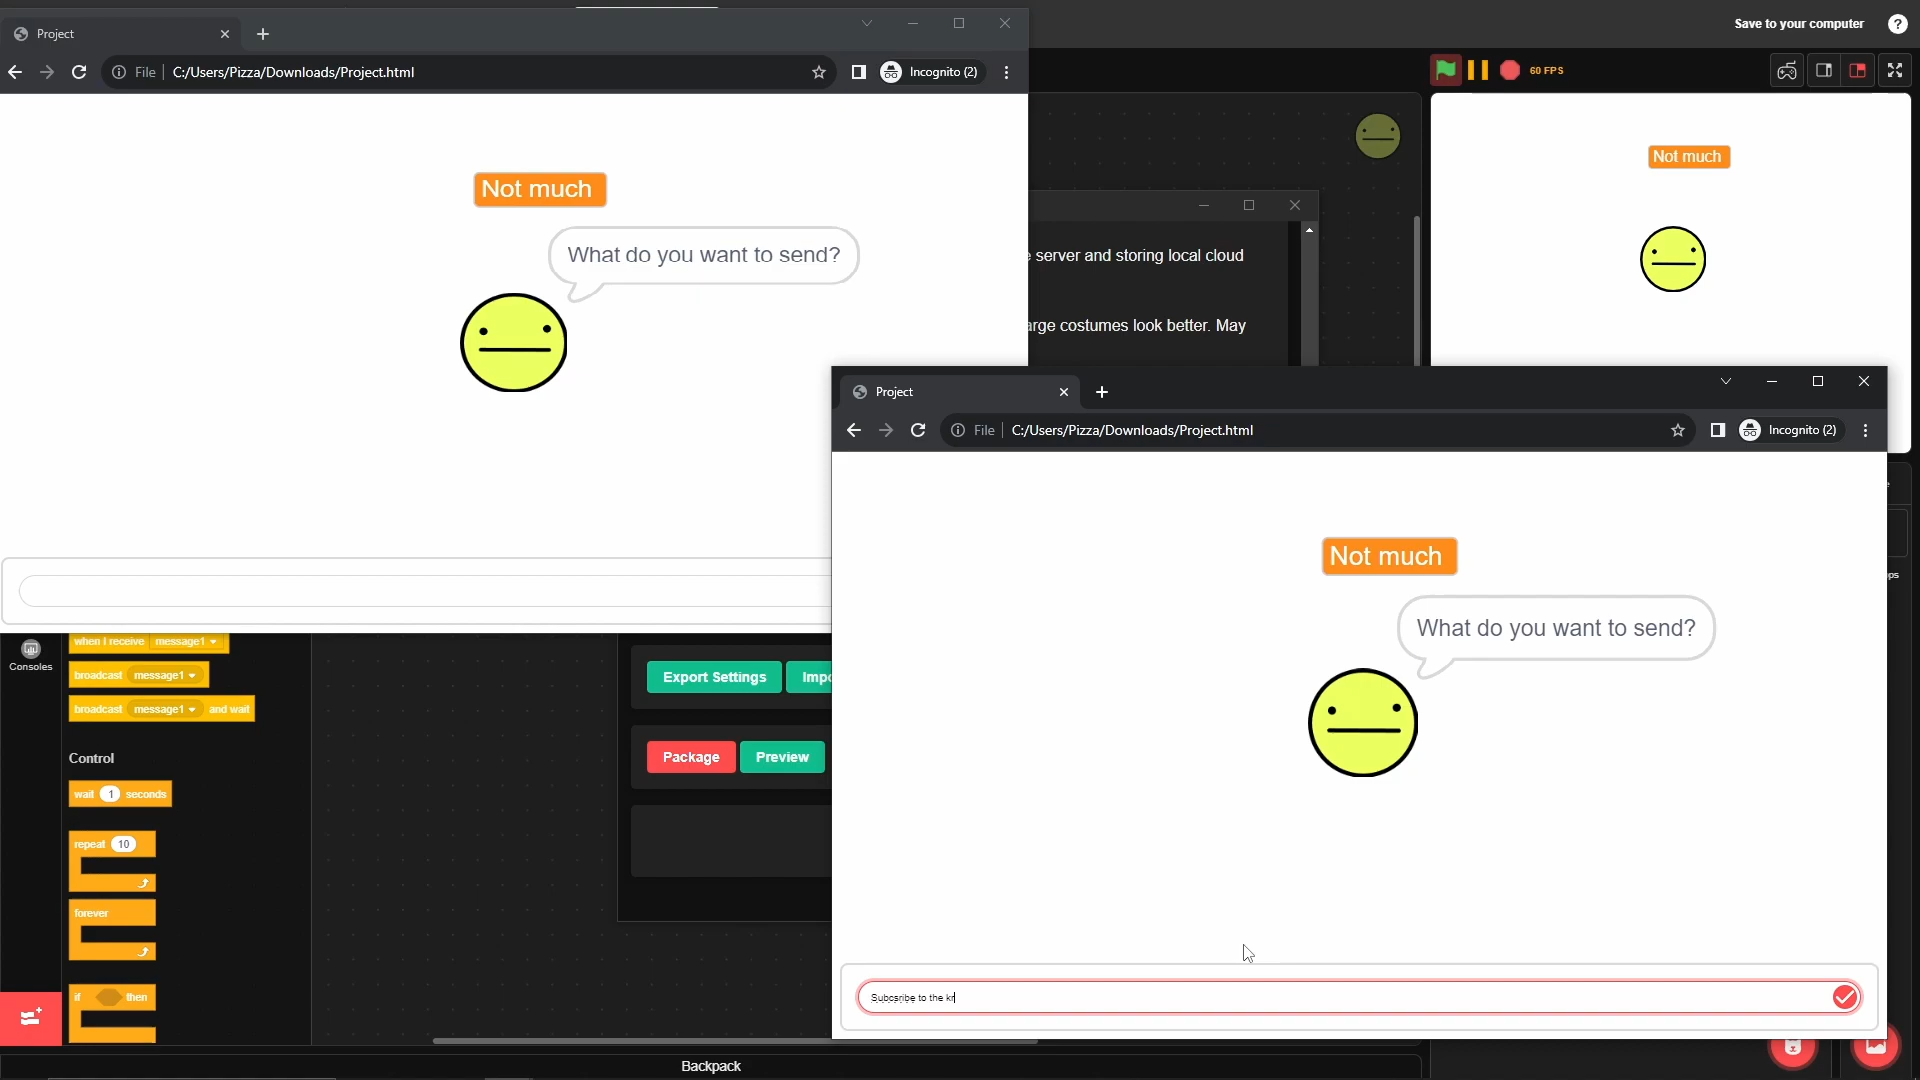 Project
Save to your computer
?
File
C:/Users/Pizza/Downloads/Project.html
Incognito (2)
60 FPS
Not much
What do you want to send?
Not much
server and storing local cloud
arge costumes look better. May
Project
File
C:/Users/Pizza/Downloads/Project.html
Incognito (2)
Not much
What do you want to send?
Subcsribe to the kr
Consoles
when I receive message1
broadcast message1
broadcast message1 and wait
Control
wait 1 seconds
repeat 10
forever
if then
Export Settings
Impo
Package
Preview
Backpack